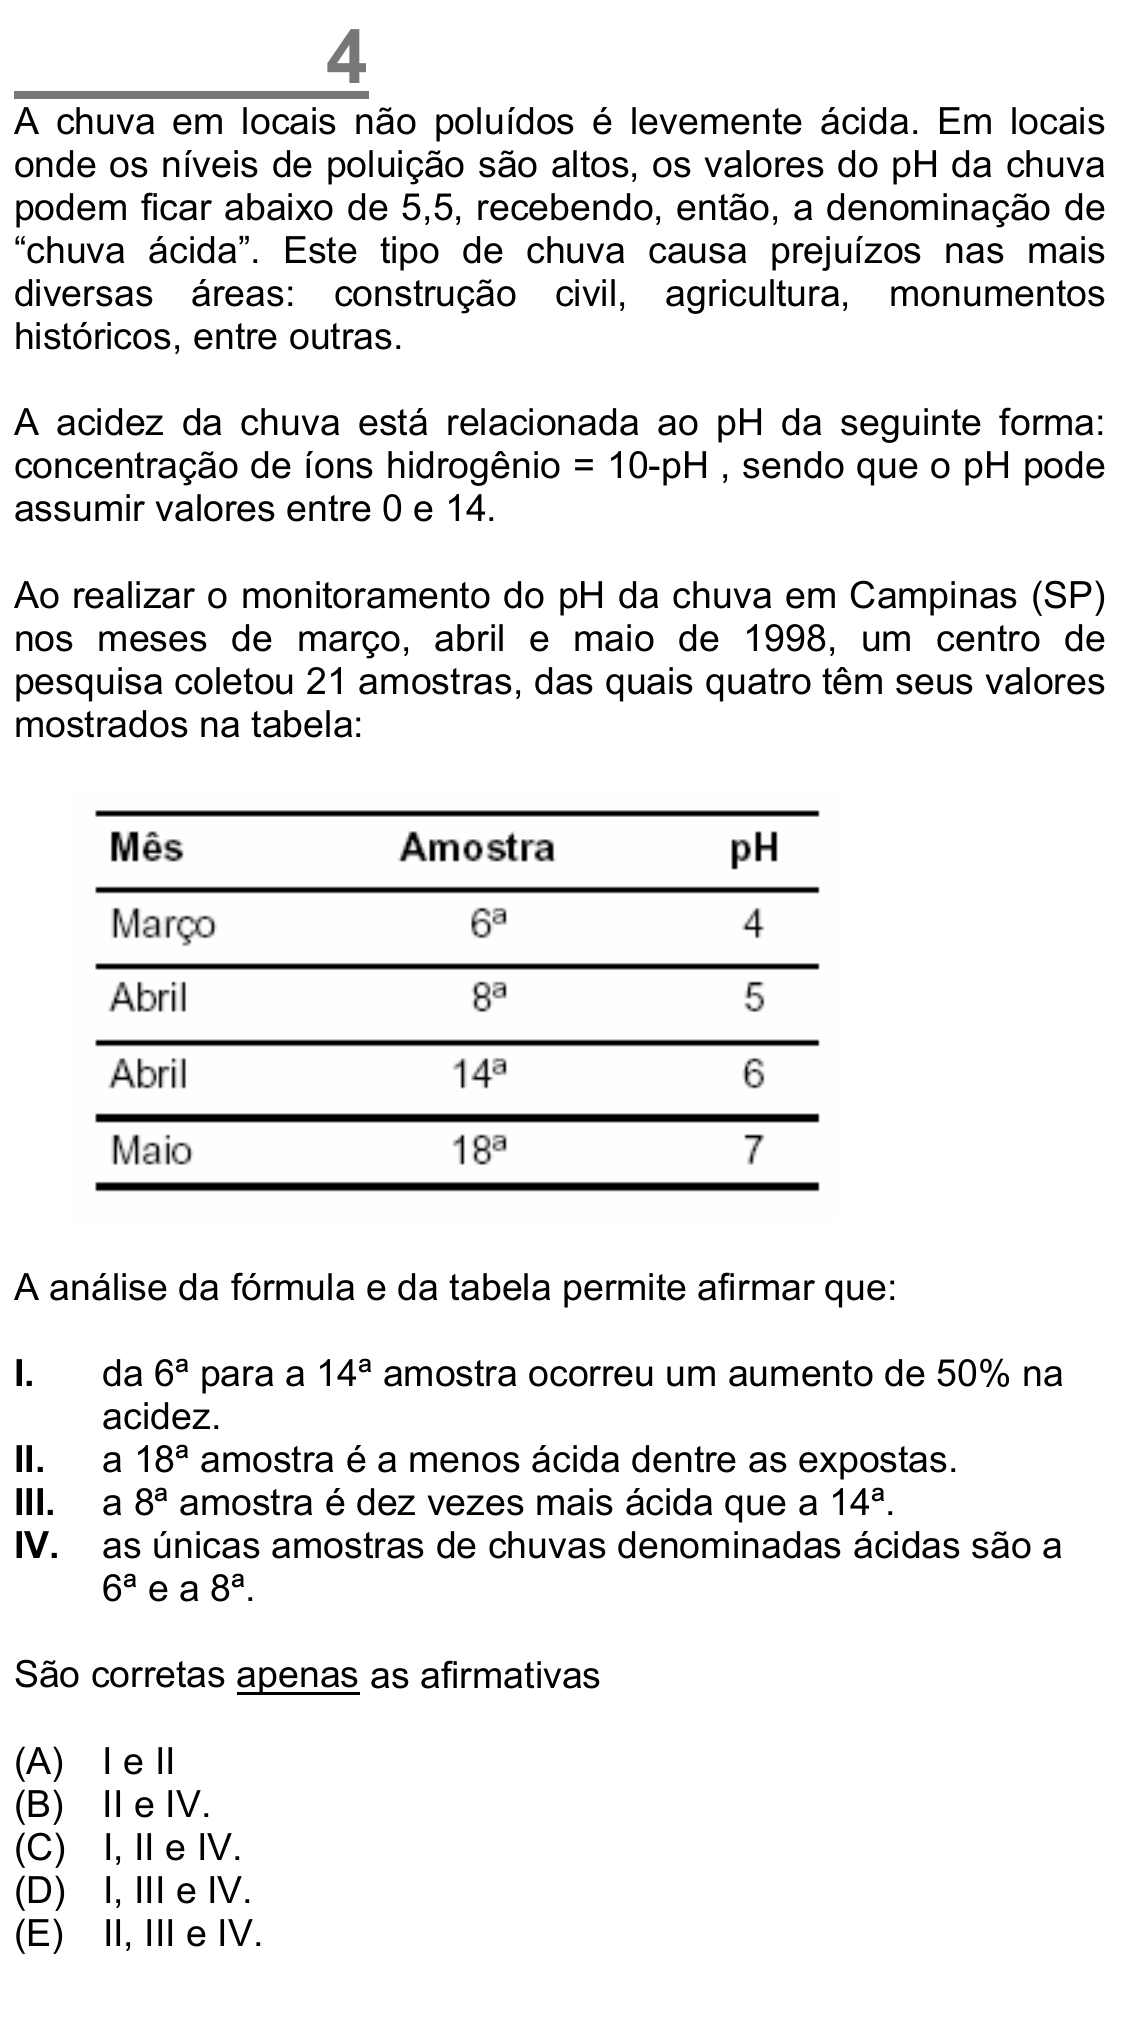 4
A chuva em locais não poluídos é levemente ácida. Em locais
onde os níveis de poluição são altos, os valores do pH da chuva
podem ficar abaixo de 5,5, recebendo, então, a denominação de
“chuva ácida”. Este tipo de chuva causa prejuízos nas mais
diversas áreas: construção civil, agricultura, monumentos
históricos, entre outras.
A acidez da chuva está relacionada ao pH da seguinte forma:
concentração de íons hidrogênio = 10-pH , sendo que o pH pode
assumir valores entre 0 e 14.
Ao realizar o monitoramento do pH da chuva em Campinas (SP)
nos meses de março, abril e maio de 1998, um centro de
pesquisa coletou 21 amostras, das quais quatro têm seus valores
mostrados na tabela:
Mês Amostra pH
Março 6ª 4
Abril 8ª 5
Abril 14ª 6
Maio 18ª 7
A análise da fórmula e da tabela permite afirmar que:
I. da 6ª para a 14ª amostra ocorreu um aumento de 50% na
acidez.
II. a 18ª amostra é a menos ácida dentre as expostas.
III. a 8ª amostra é dez vezes mais ácida que a 14ª.
IV. as únicas amostras de chuvas denominadas ácidas são a
6ª e a 8ª.
São corretas apenas as afirmativas
(A) I e II
(B) II e IV.
(C) I, II e IV.
(D) I, III e IV.
(E) II, III e IV.